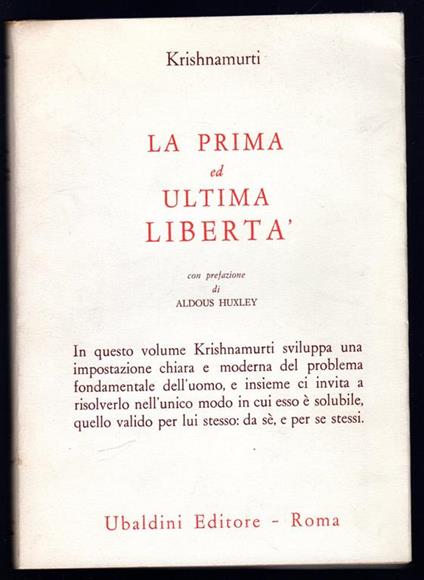 Krishnamurti
LA PRIMA
ed
ULTIMA
LIBERTA'
con prefazione
di
ALDOUS HUXLEY
In questo volume Krishnamurti sviluppa una
impostazione chiara e moderna del problema
fondamentale dell'uomo, e insieme ci invita a
risolverlo nell'unico modo in cui esso è solubile,
quello valido per lui stesso: da sè, e per se stessi.
Ubaldini Editore - Roma